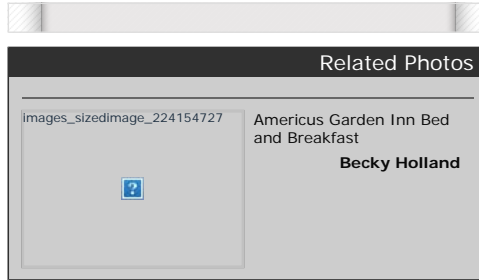 Related Photos
images_sizedimage_224154727
Americus Garden Inn Bed
and Breakfast
Becky Holland
?